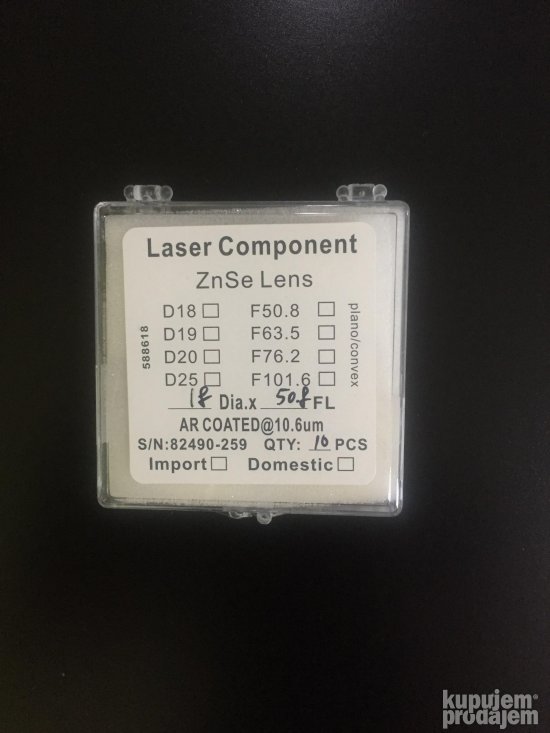 Laser Component
ZnSe Lens
D18 ☐ F50.8 ☐
D19 ☐ F63.5 ☐
D20 ☐ F76.2 ☐
D25 ☐ F101.6 ☐
588618
plano/convex
18 Dia.x 50.8 FL
AR COATED@10.6um
S/N:82490-259 QTY: 10 PCS
Import ☐ Domestic ☐
kupujem
prodajem